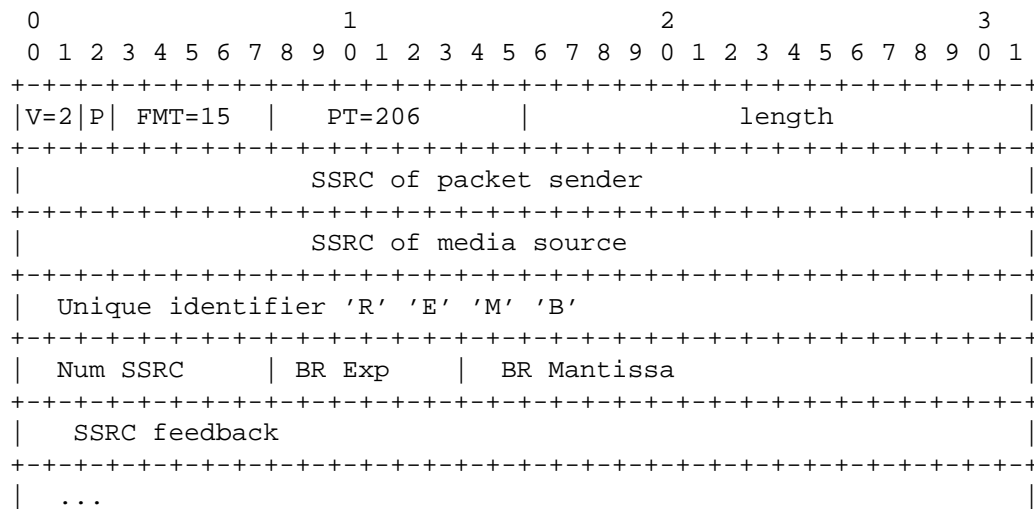 0                   1                   2                   3
 0 1 2 3 4 5 6 7 8 9 0 1 2 3 4 5 6 7 8 9 0 1 2 3 4 5 6 7 8 9 0 1
+-+-+-+-+-+-+-+-+-+-+-+-+-+-+-+-+-+-+-+-+-+-+-+-+-+-+-+-+-+-+-+-+
|V=2|P| FMT=15  |   PT=206      |             length            |
+-+-+-+-+-+-+-+-+-+-+-+-+-+-+-+-+-+-+-+-+-+-+-+-+-+-+-+-+-+-+-+-+
|                  SSRC of packet sender                        |
+-+-+-+-+-+-+-+-+-+-+-+-+-+-+-+-+-+-+-+-+-+-+-+-+-+-+-+-+-+-+-+-+
|                  SSRC of media source                         |
+-+-+-+-+-+-+-+-+-+-+-+-+-+-+-+-+-+-+-+-+-+-+-+-+-+-+-+-+-+-+-+-+
|  Unique identifier ’R’ ’E’ ’M’ ’B’                            |
+-+-+-+-+-+-+-+-+-+-+-+-+-+-+-+-+-+-+-+-+-+-+-+-+-+-+-+-+-+-+-+-+
|  Num SSRC     | BR Exp    |  BR Mantissa                      |
+-+-+-+-+-+-+-+-+-+-+-+-+-+-+-+-+-+-+-+-+-+-+-+-+-+-+-+-+-+-+-+-+
|   SSRC feedback                                               |
+-+-+-+-+-+-+-+-+-+-+-+-+-+-+-+-+-+-+-+-+-+-+-+-+-+-+-+-+-+-+-+-+
|  ...                                                          |